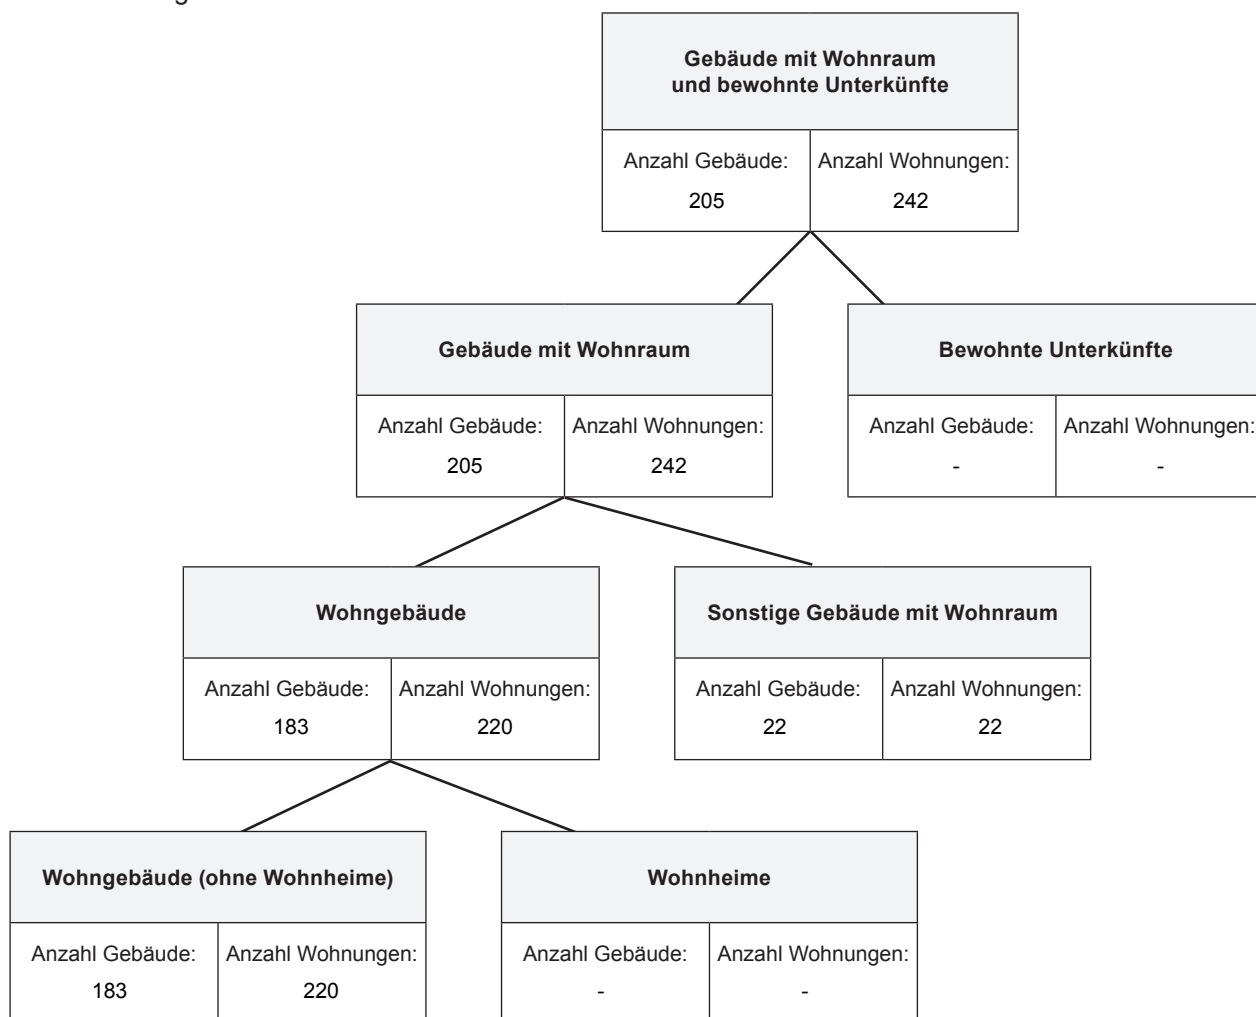 Gebäude mit Wohnraum
und bewohnte Unterkünfte
Anzahl Gebäude: Anzahl Wohnungen:
205 242
Gebäude mit Wohnraum
Anzahl Gebäude: Anzahl Wohnungen:
205 242
Bewohnte Unterkünfte
Anzahl Gebäude: Anzahl Wohnungen:
- -
Wohngebäude
Anzahl Gebäude: Anzahl Wohnungen:
183 220
Sonstige Gebäude mit Wohnraum
Anzahl Gebäude: Anzahl Wohnungen:
22 22
Wohngebäude (ohne Wohnheime)
Anzahl Gebäude: Anzahl Wohnungen:
183 220
Wohnheime
Anzahl Gebäude: Anzahl Wohnungen:
- -